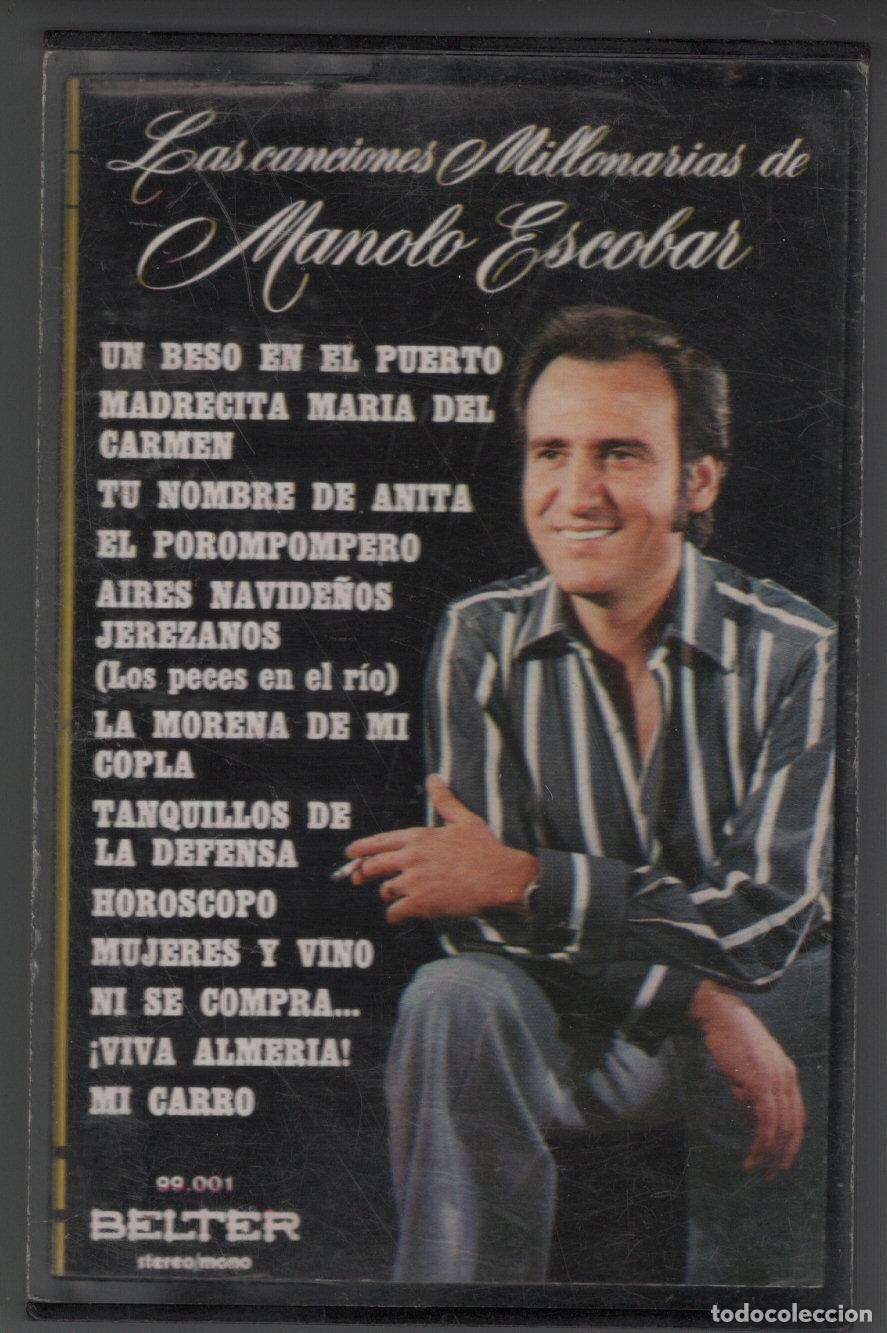 Las canciones Millonarias de
Manolo Escobar
UN BESO EN EL PUERTO
MADRECITA MARIA DEL
CARMEN
TU NOMBRE DE ANITA
EL POROMPOMPERO
AIRES NAVIDEÑOS
JEREZANOS
(Los peces en el río)
LA MORENA DE MI
COPLA
TANQUILLOS DE
LA DEFENSA
HOROSCOPO
MUJERES Y VINO
NI SE COMPRA...
¡VIVA ALMERIA!
MI CARRO
99.001
BELTER
stereo/mono
todocoleccion